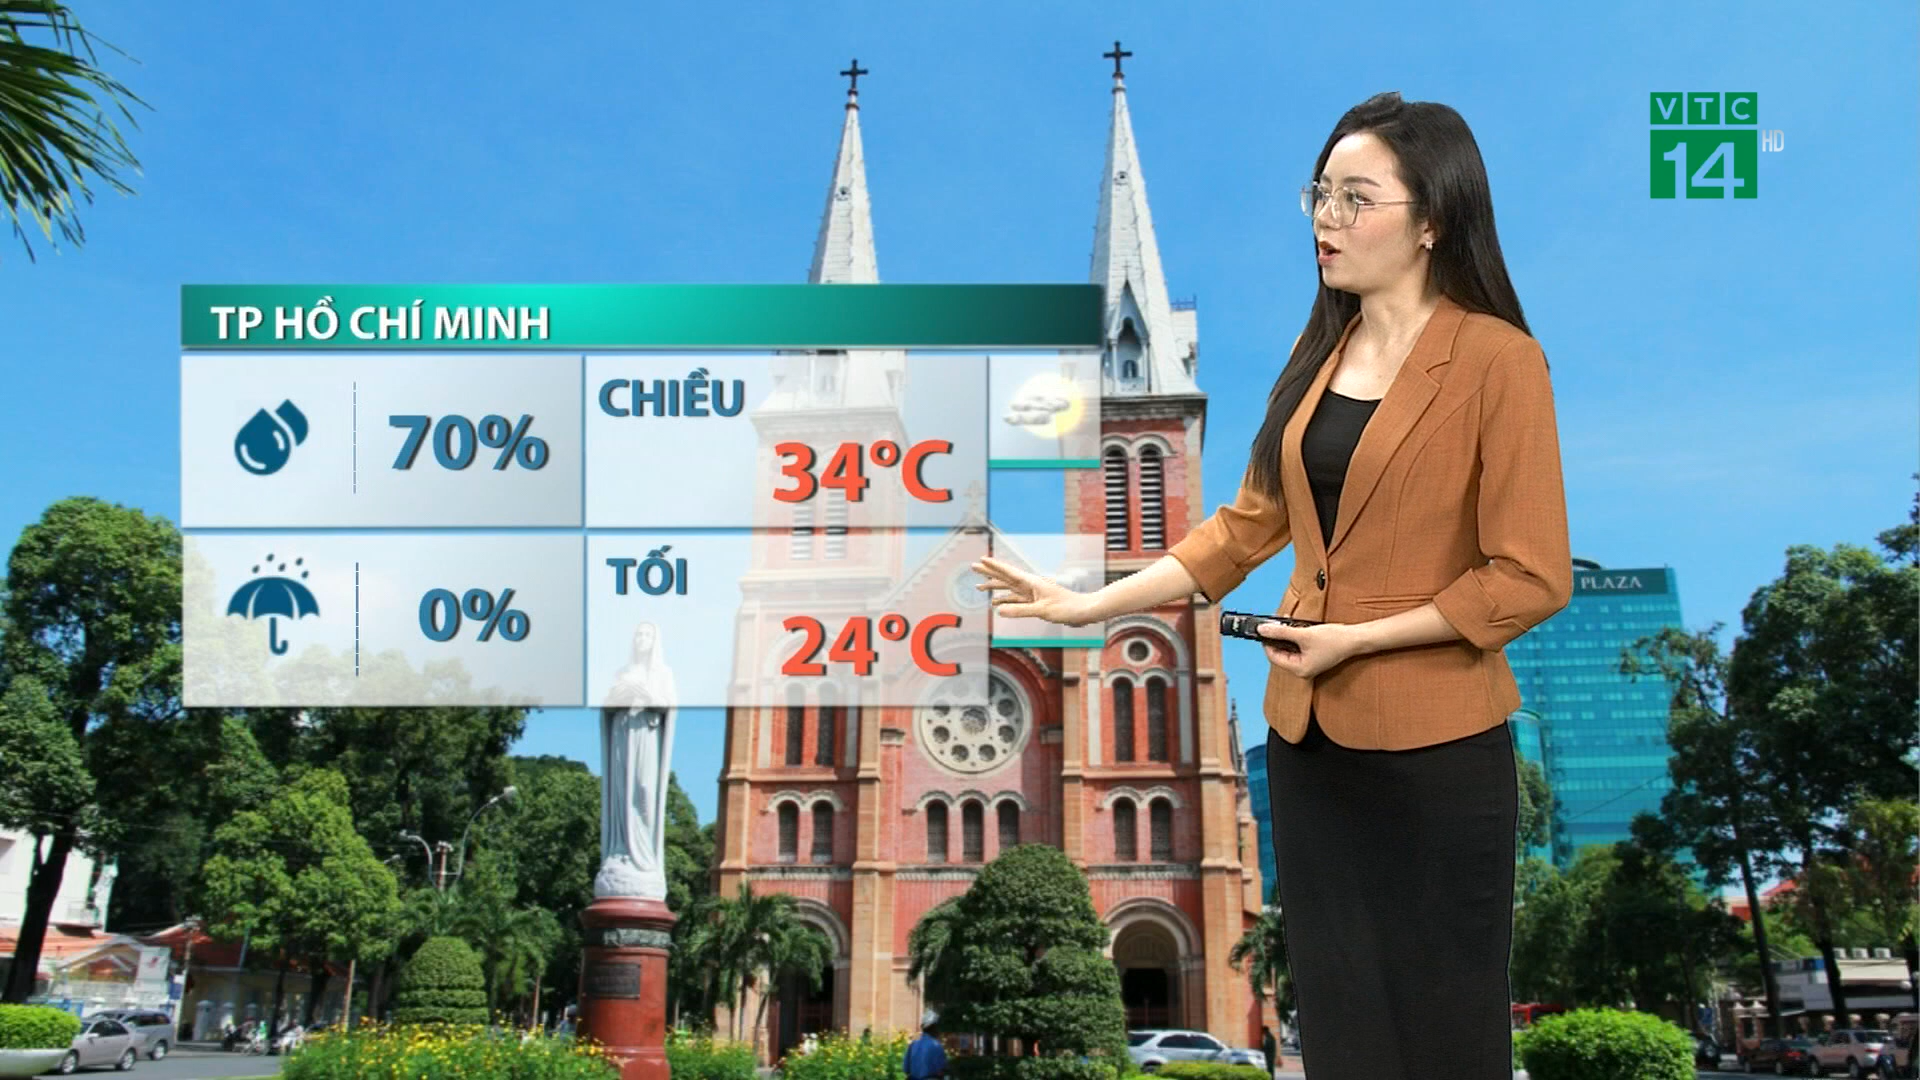 VTC
14 HD
TP HỒ CHÍ MINH
70%
CHIỀU
34°C
0%
TỐI
24°C
PLAZA